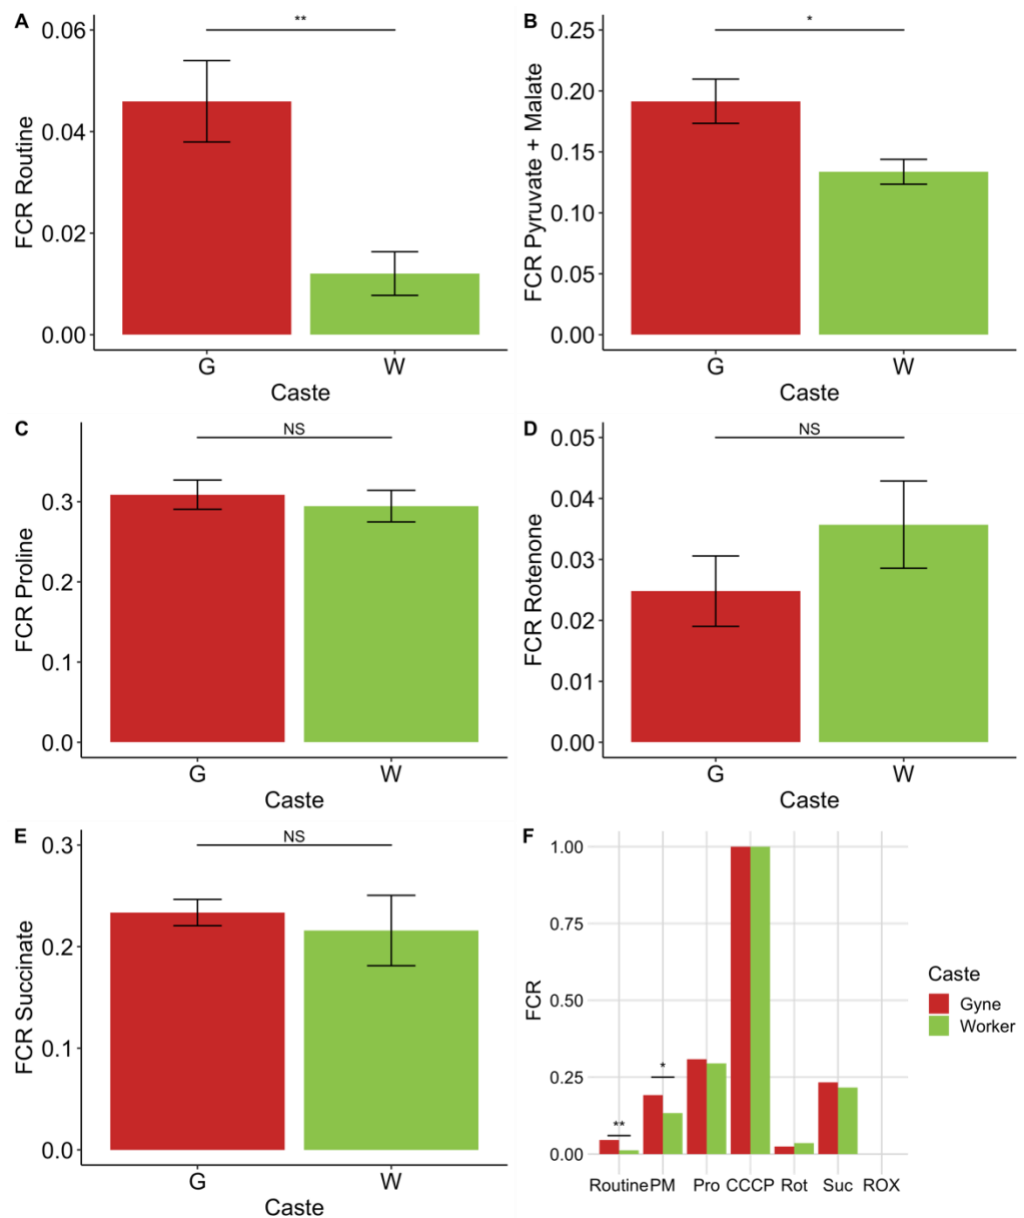 A
**
0.06
0.04
0.02
0.00
FCR Routine
G W
Caste
B
*
0.25
0.20
0.15
0.10
0.05
0.00
FCR Pyruvate + Malate
G W
Caste
C
NS
0.3
0.2
0.1
0.0
FCR Proline
G W
Caste
D
NS
0.05
0.04
0.03
0.02
0.01
0.00
FCR Rotenone
G W
Caste
E
NS
0.3
0.2
0.1
0.0
FCR Succinate
G W
Caste
F
1.00
0.75
0.50
0.25
0.00
FCR
*
**
Routine PM Pro CCCP Rot Suc ROX
Caste
Gyne
Worker